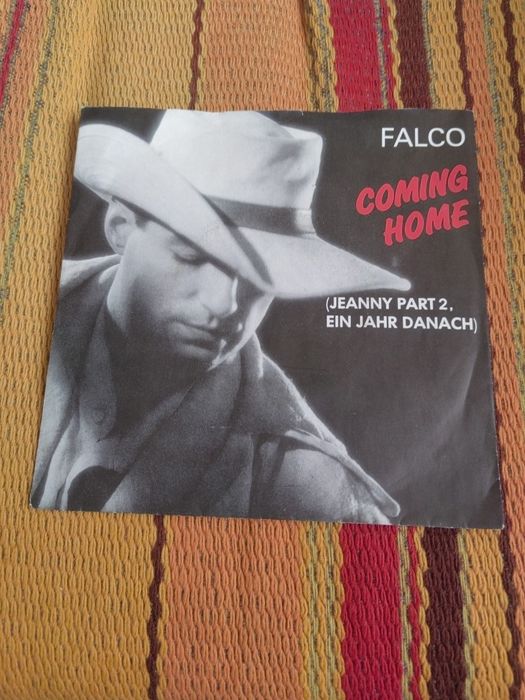 FALCO
COMING
HOME
(JEANNY PART 2,
EIN JAHR DANACH)